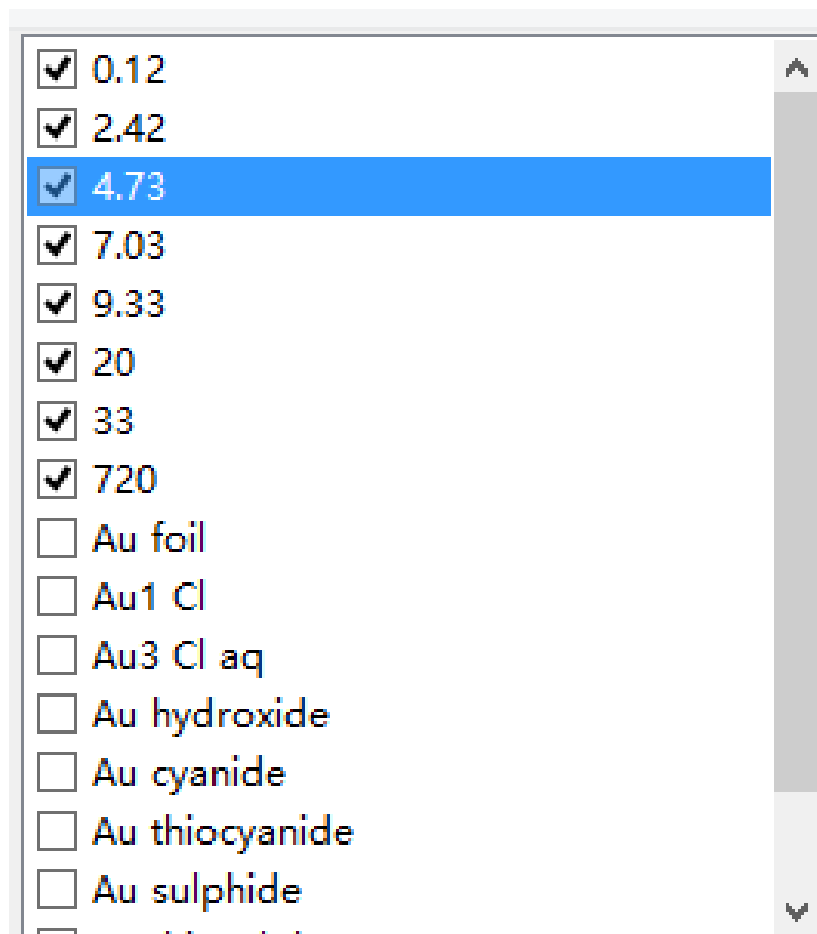 0.12
2.42
4.73
7.03
9.33
20
33
720
Au foil
Au1 Cl
Au3 Cl aq
Au hydroxide
Au cyanide
Au thiocyanide
Au sulphide